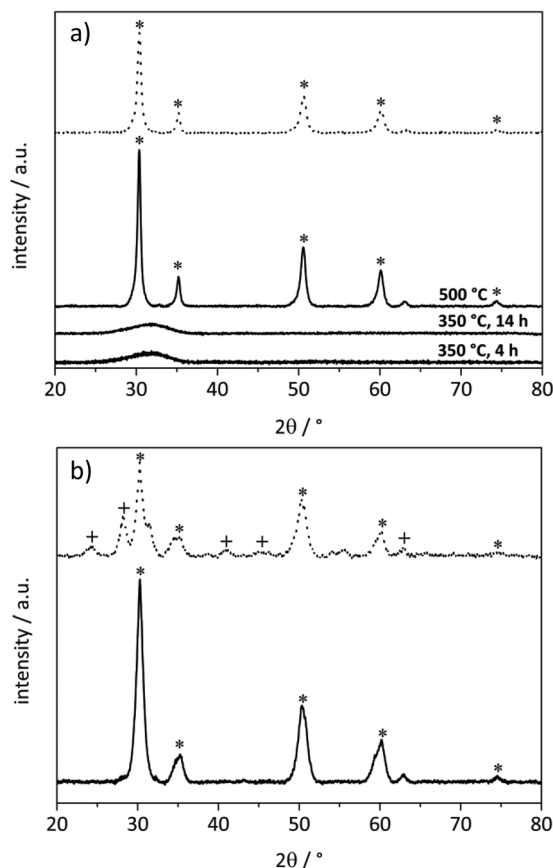 a)
*
*
*
*
*
*
*
*
*
*
500 °C
350 °C, 14 h
350 °C, 4 h
intensity / a.u.
20 30 40 50 60 70 80
2θ / °
b)
*
+
+
*
+
+
*
*
+
*
*
*
*
*
*
intensity / a.u.
20 30 40 50 60 70 80
2θ / °